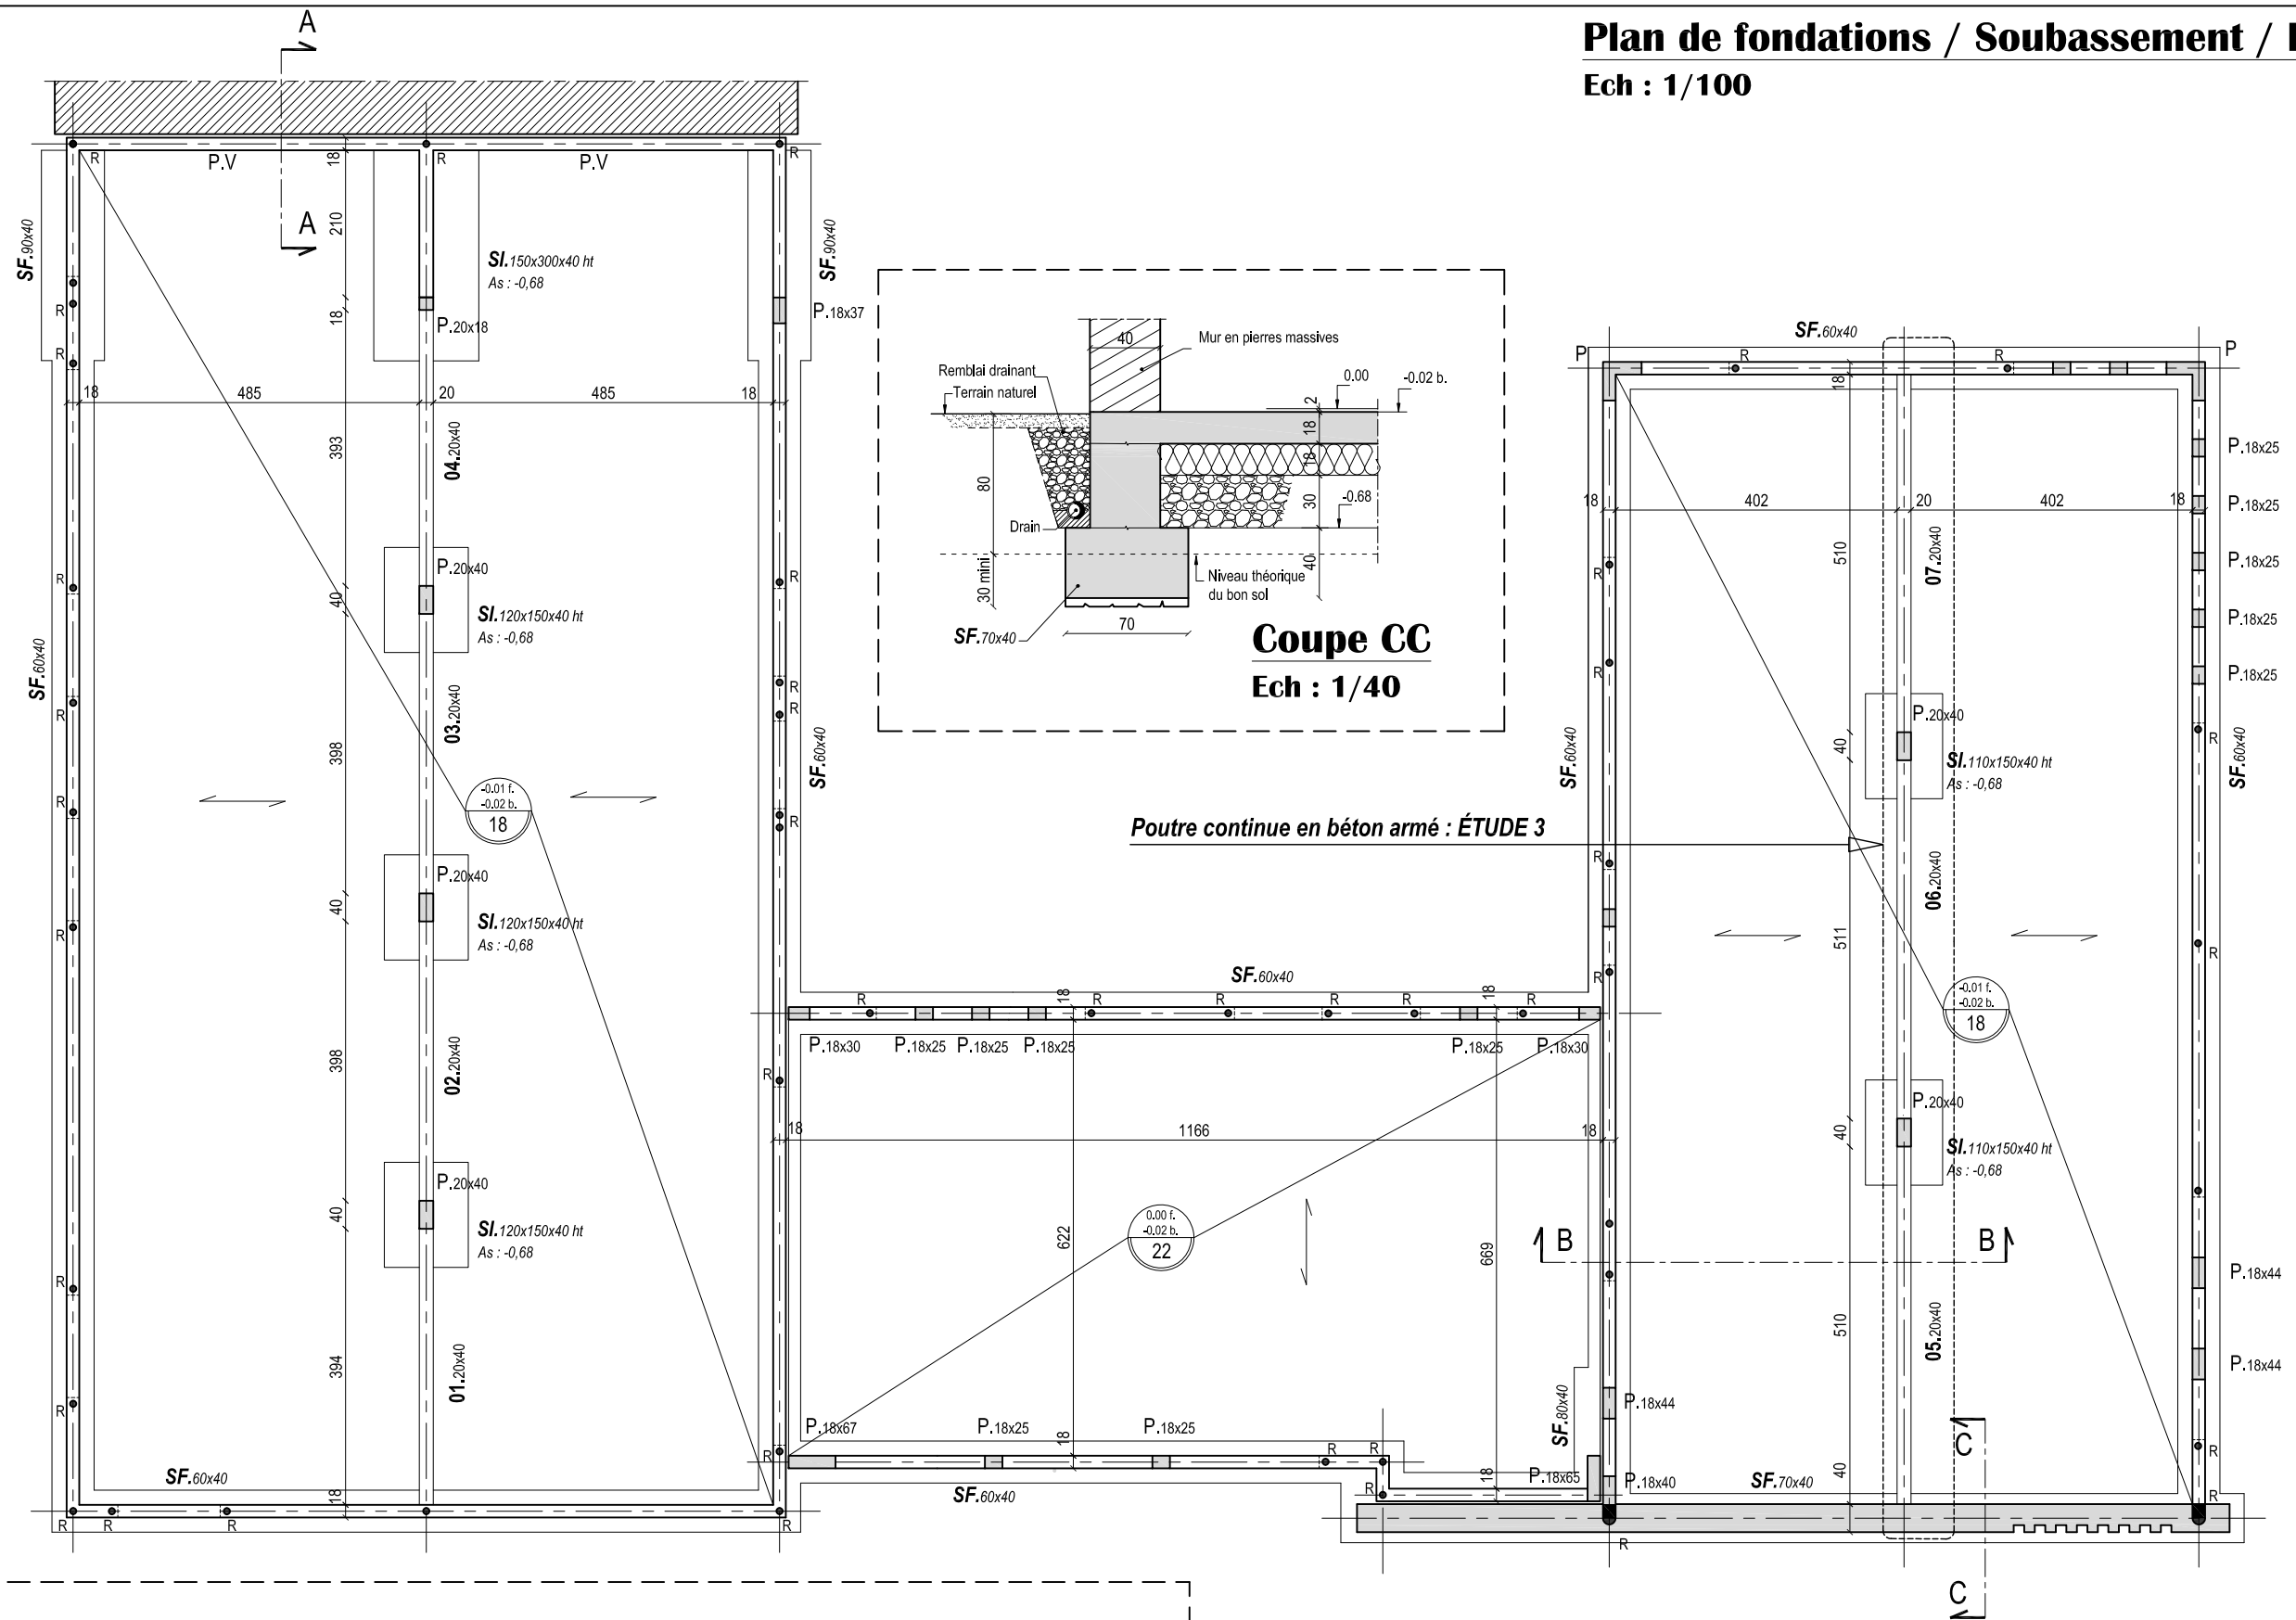 Plan de fondations / Soubassement /
Ech : 1/100
A
A
P.V
P.V
R
R
R
18
210
18
SF.90x40
SF.90x40
SI.150x300x40 ht
As : -0,68
P.20x18
P.18x37
R
R
18
485
20
485
18
393
04.20x40
P.20x40
40
SI.120x150x40 ht
As : -0,68
R
R
SF.60x40
398
03.20x40
R
R
R
SF.60x40
-0.01 f.
-0.02 b.
18
R
R
P.20x40
40
SI.120x150x40 ht
As : -0,68
R
398
02.20x40
R
P.20x40
40
SI.120x150x40 ht
As : -0,68
R
394
01.20x40
R
R
SF.60x40
18
R
R
R
R
40
Mur en pierres massives
Remblai drainant
Terrain naturel
0.00
-0.02 b.
2
18
18
30
-0.68
40
80
30 mini
Drain
Niveau théorique
du bon sol
SF.70x40
70
Coupe CC
Ech : 1/40
Poutre continue en béton armé : ÉTUDE 3
SF.60x40
18
18
R
R
R
R
R
R
P.18x30
P.18x25
P.18x25
P.18x25
P.18x25
P.18x30
18
1166
18
622
669
0.00 f.
-0.02 b.
22
P.18x67
P.18x25
P.18x25
18
R
R
R
18
P.18x65
SF.60x40
SF.80x40
SF.60x40
P
P
R
R
18
P.18x25
P.18x25
P.18x25
P.18x25
P.18x25
18
402
20
402
18
510
07.20x40
R
R
P.20x40
40
SI.110x150x40 ht
As : -0,68
SF.60x40
SF.60x40
R
R
06.20x40
511
R
R
-0.01 f.
-0.02 b.
18
P.20x40
40
SI.110x150x40 ht
As : -0,68
B
B
R
510
05.20x40
P.18x44
P.18x44
P.18x44
P.18x40
40
SF.70x40
C
R
R
R
C